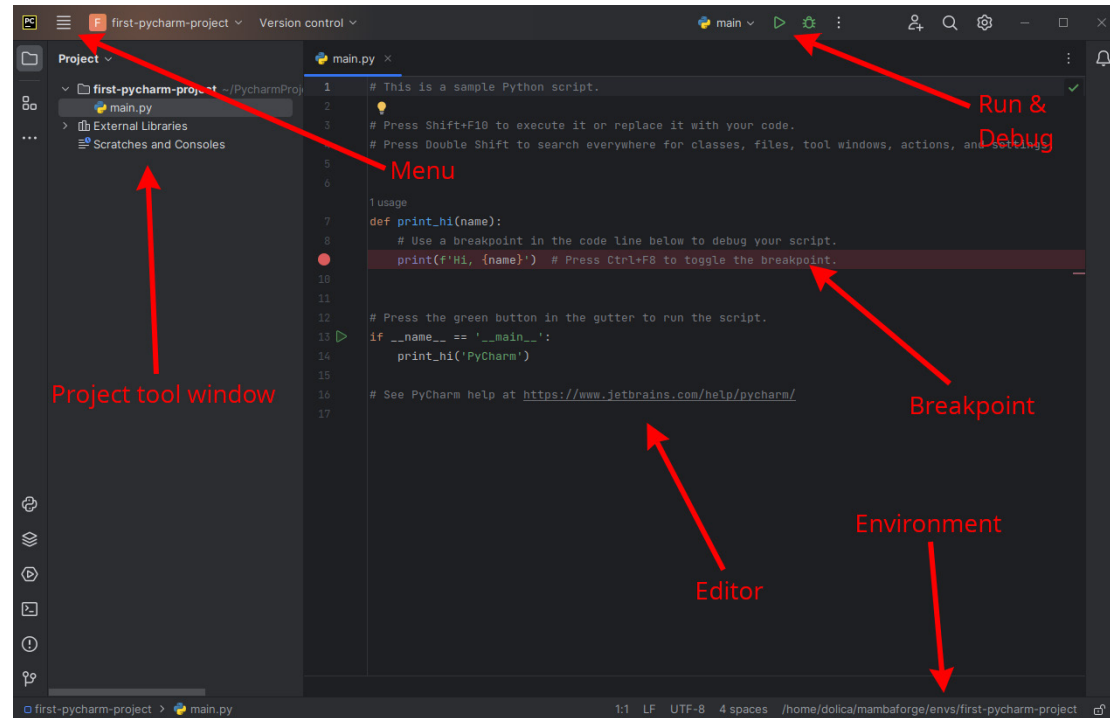 PC
F first-pycharm-project Version control main
Project
main.py
first-pycharm-project ~/PycharmProj
main.py
External Libraries
Scratches and Consoles
1 # This is a sample Python script.
2
3 # Press Shift+F10 to execute it or replace it with your code.
# Press Double Shift to search everywhere for classes, files, tool windows, actions, and settings.
5
6
1 usage
7 def print_hi(name):
8 # Use a breakpoint in the code line below to debug your script.
print(f'Hi, {name}') # Press Ctrl+F8 to toggle the breakpoint.
10
11
12 # Press the green button in the gutter to run the script.
13 if __name__ == '__main__':
14 print_hi('PyCharm')
15
16 # See PyCharm help at https://www.jetbrains.com/help/pycharm/
17
Menu
Run &
Debug
Project tool window
Breakpoint
Environment
Editor
first-pycharm-project > main.py
1:1 LF UTF-8 4 spaces /home/dolica/mambaforge/envs/first-pycharm-project